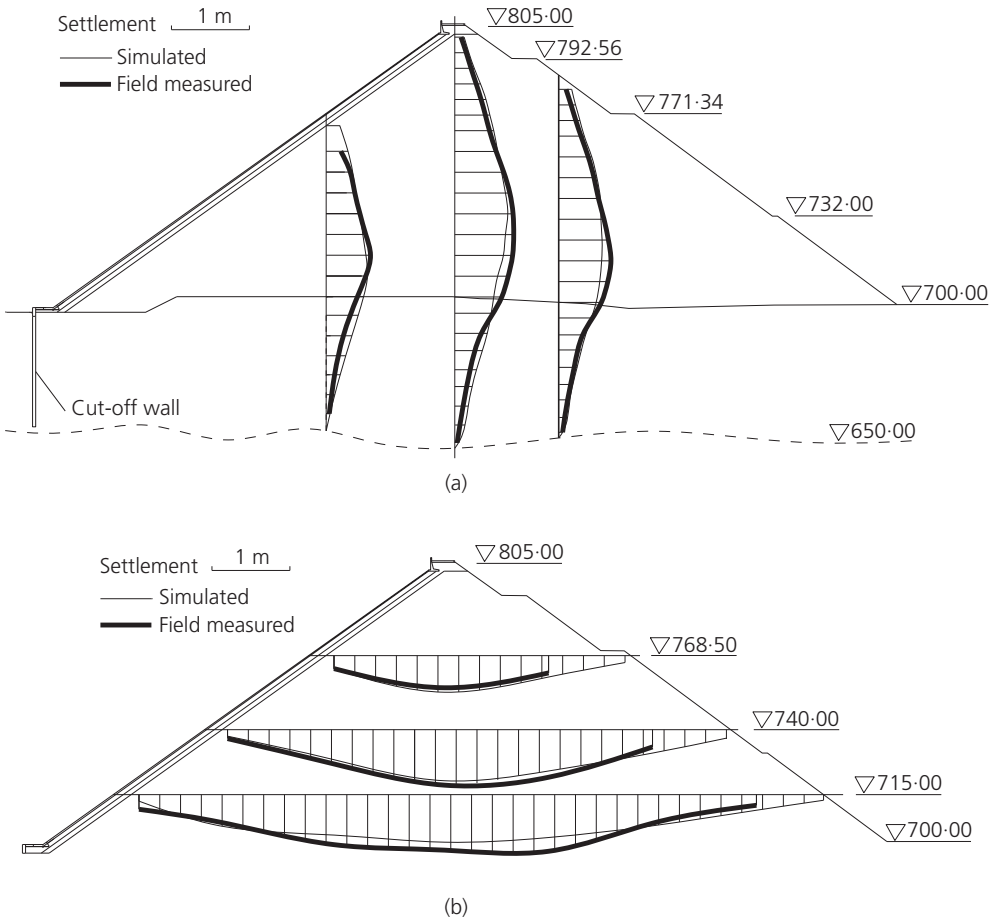 Settlement 1 m
Simulated
Field measured
▽805·00
▽792·56
▽771·34
▽732·00
▽700·00
Cut-off wall
▽650·00
(a)
Settlement 1 m
Simulated
Field measured
▽805·00
▽768·50
▽740·00
▽715·00
▽700·00
(b)